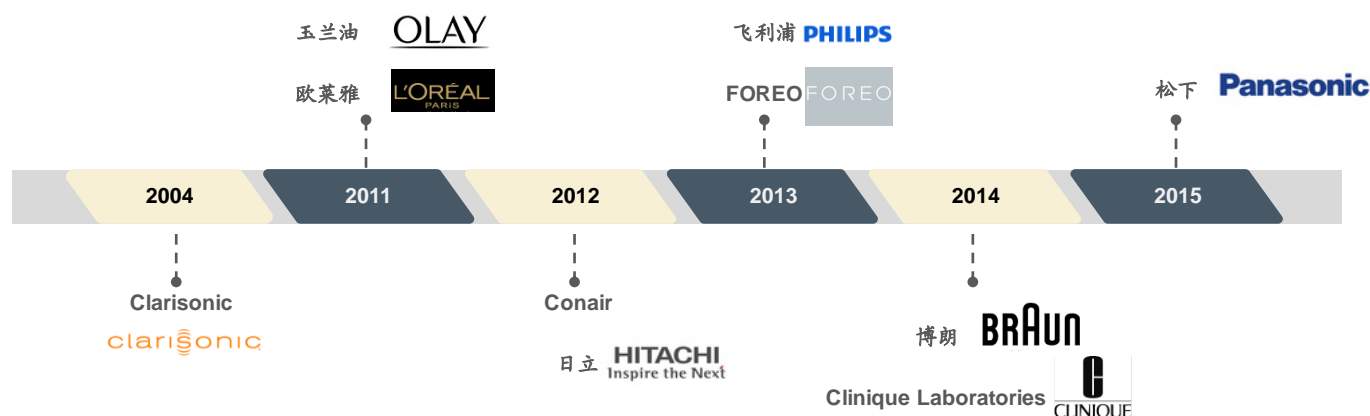 玉兰油 OLAY
欧莱雅 L'ORÉAL
PARIS
飞利浦 PHILIPS
FOREO FOREO
松下 Panasonic
2004 2011 2012 2013 2014 2015
Clarisonic
clarisonic
Conair
日立 HITACHI
Inspire the Next
博朗 BRAUN
Clinique Laboratories C
CLINIQUE